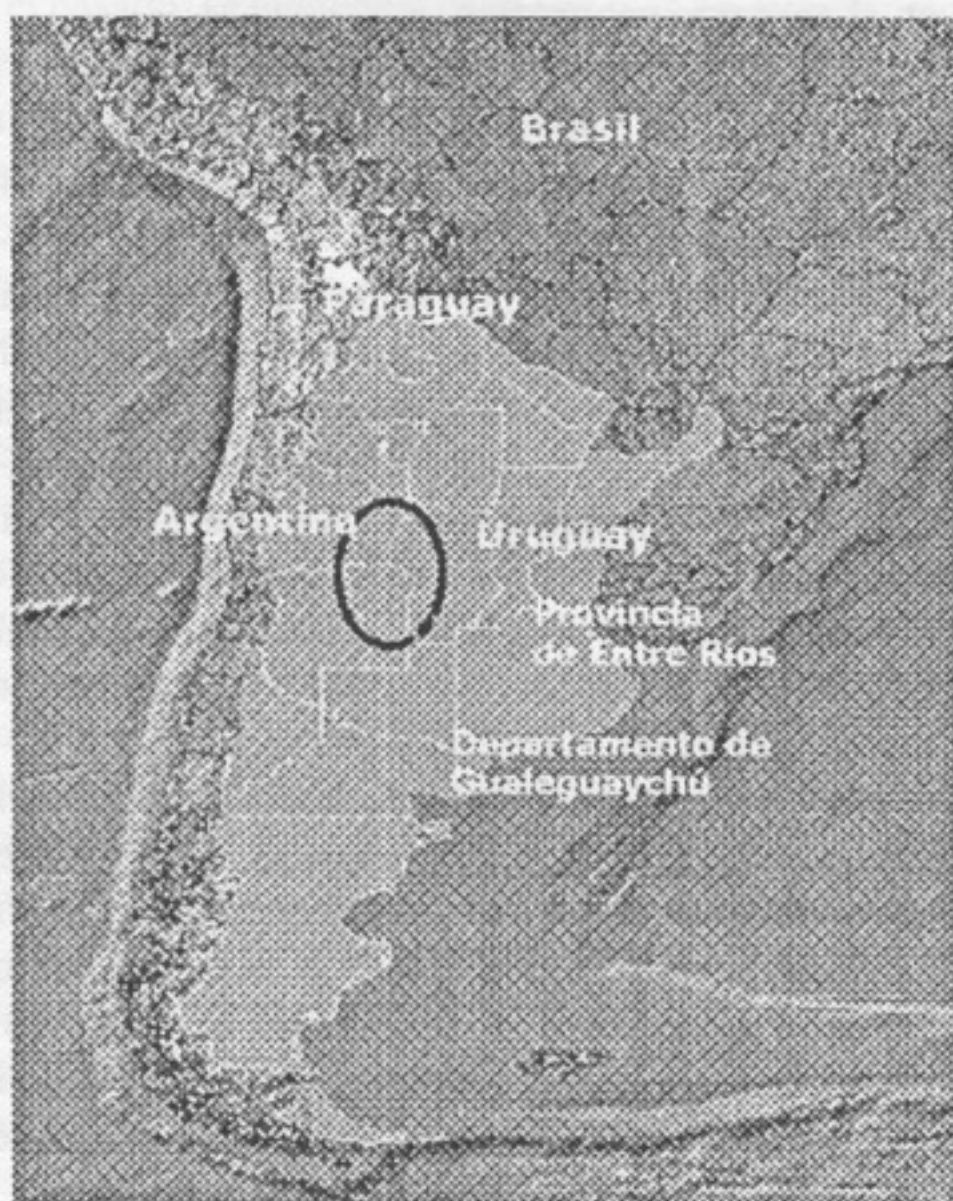 Brasil
Paraguay
Argentina
Uruguay
Provincia
de Entre Ríos
Departamento de
Gualeguaychú